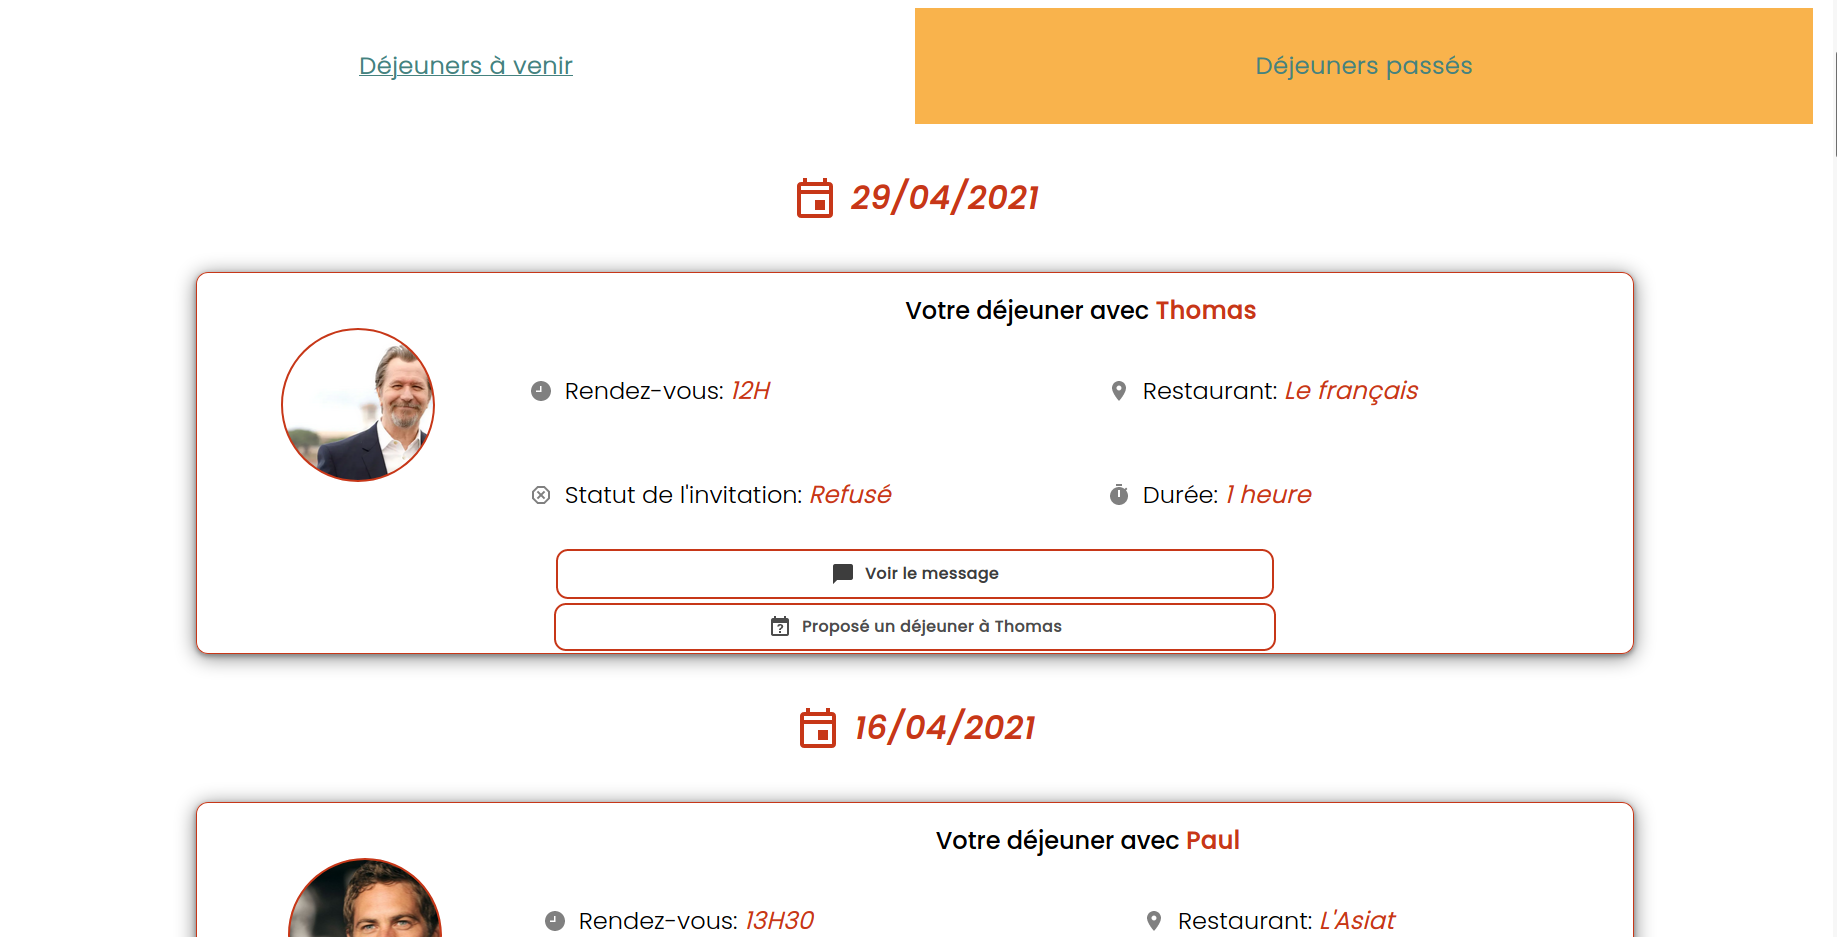 Déjeuners à venir
Déjeuners passés
29/04/2021
Votre déjeuner avec Thomas
Rendez-vous: 12H
Restaurant: Le français
Statut de l'invitation: Refusé
Durée: 1 heure
Voir le message
Proposé un déjeuner à Thomas
16/04/2021
Votre déjeuner avec Paul
Rendez-vous: 13H30
Restaurant: L'Asiat